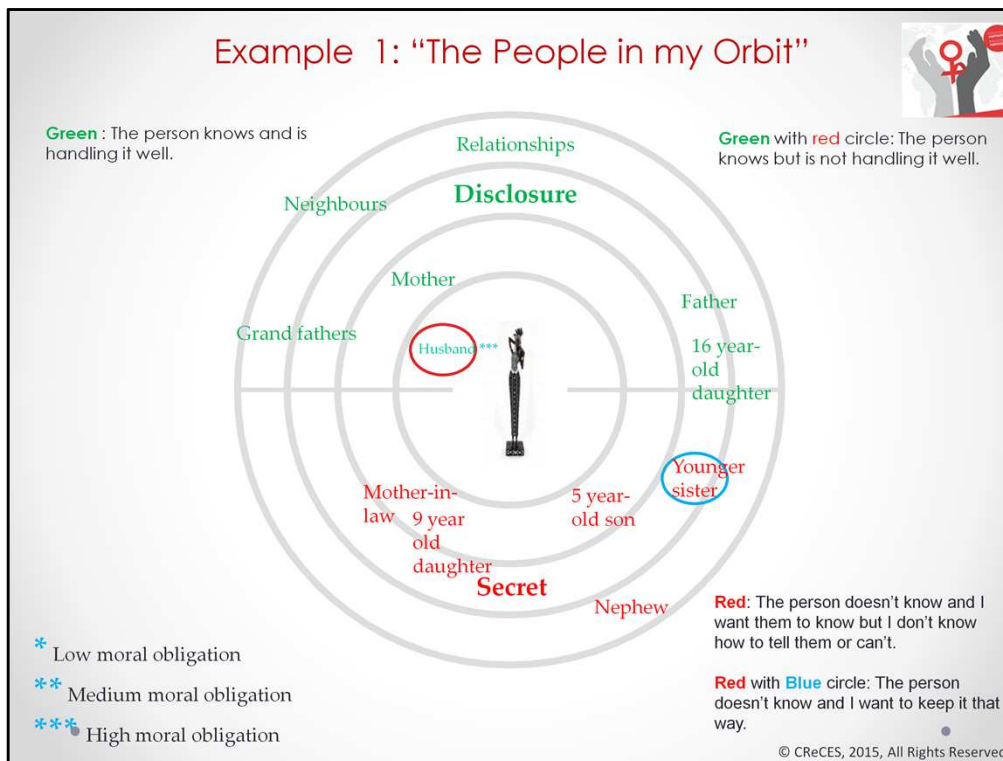 Example 1: “The People in my Orbit”
Green : The person knows and is
handling it well.
Green with red circle: The person
knows but is not handling it well.
Relationships
Disclosure
Neighbours
Mother
Father
Grand fathers
Husband ***
16 year-
old
daughter
Younger
sister
Mother-in-
law
9 year
old
daughter
5 year-
old son
Secret
Nephew
Red: The person doesn’t know and I
want them to know but I don’t know
how to tell them or can’t.
Red with Blue circle: The person
doesn’t know and I want to keep it that
way.
* Low moral obligation
** Medium moral obligation
*** High moral obligation
© CReCES, 2015, All Rights Reserved